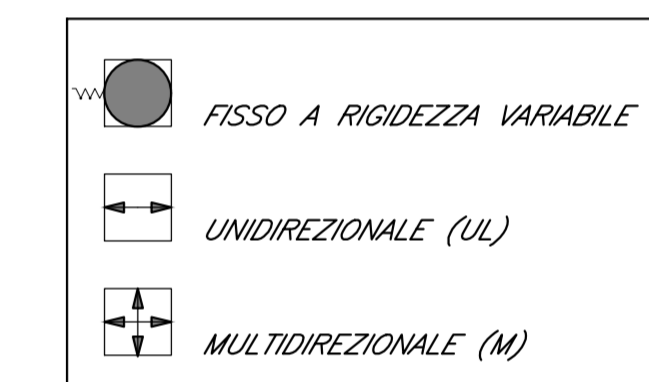 FISSO A RIGIDEZZA VARIABILE
UNIDIREZIONALE (UL)
MULTIDIREZIONALE (M)